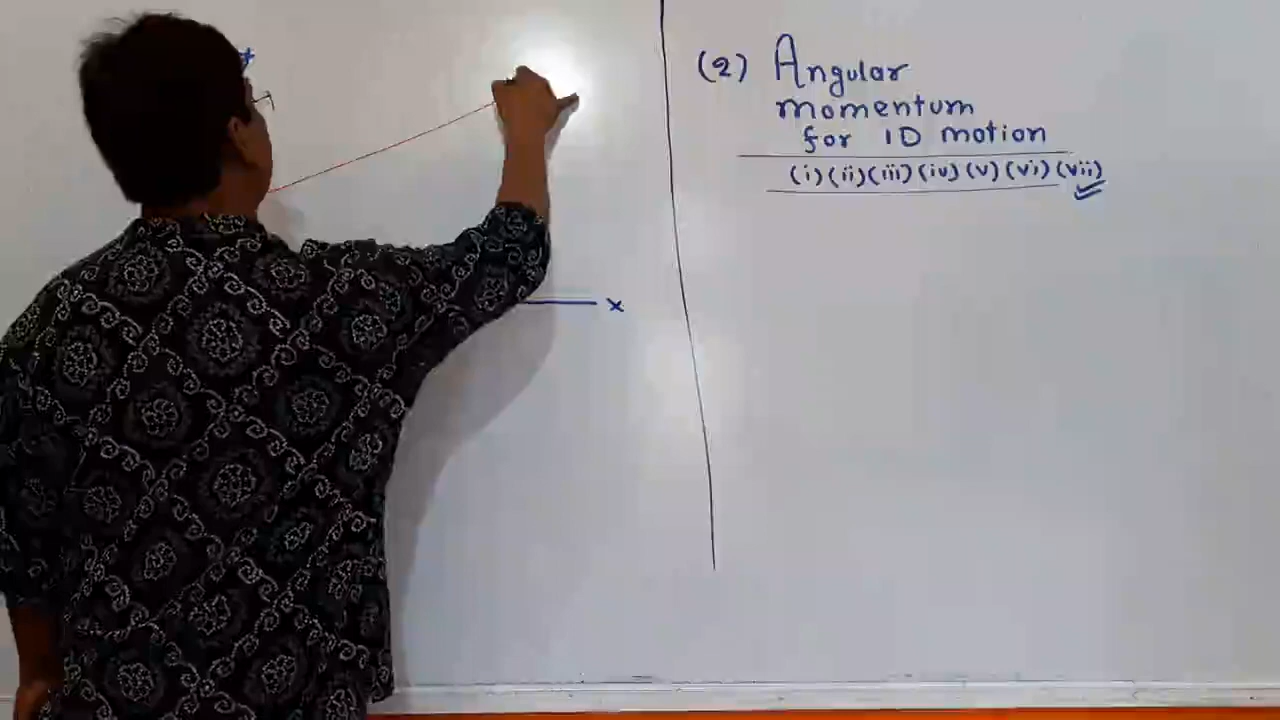 x
(2) Angular
momentum
for 1D motion
(i)(ii)(iii)(iv)(v)(vi)(vii)